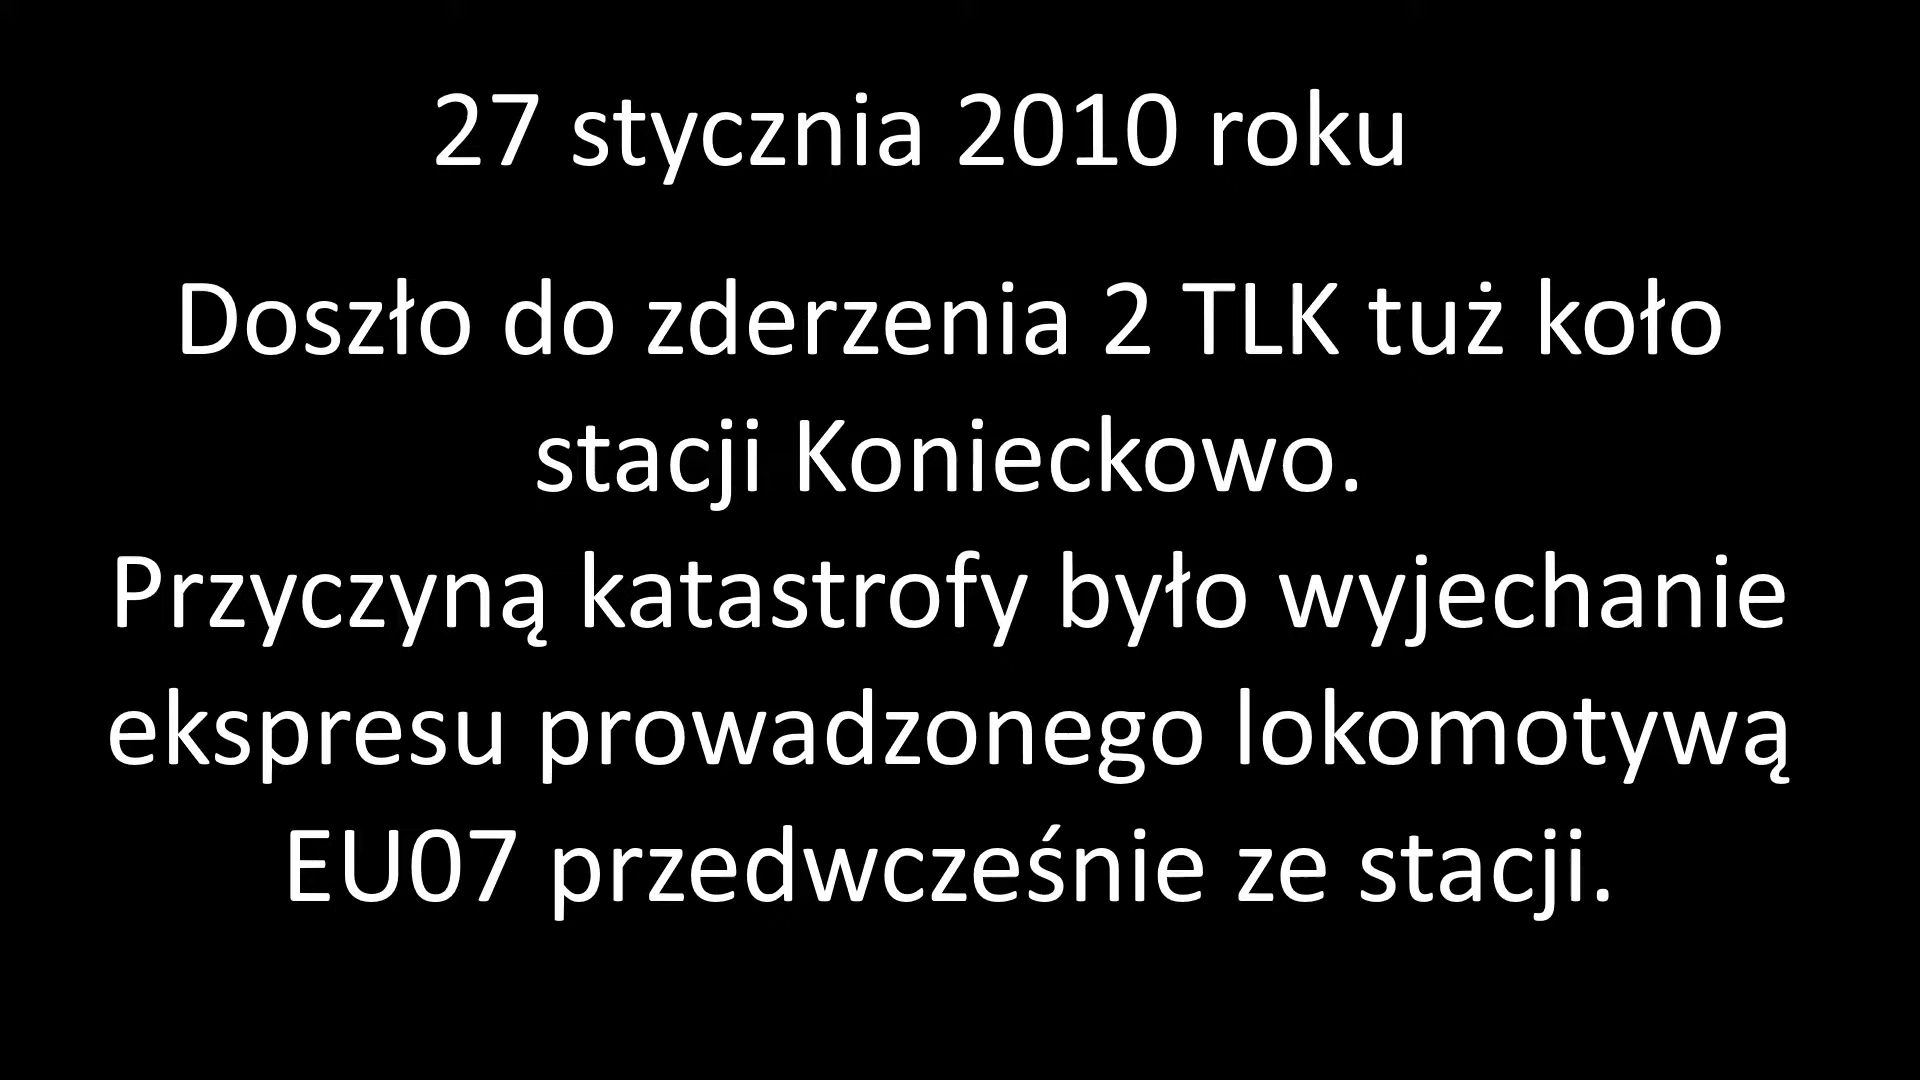 27 stycznia 2010 roku
Doszło do zderzenia 2 TLK tuż koło
stacji Konieckowo.
Przyczyną katastrofy było wyjechanie
ekspresu prowadzonego lokomotywą
EU07 przedwcześnie ze stacji.